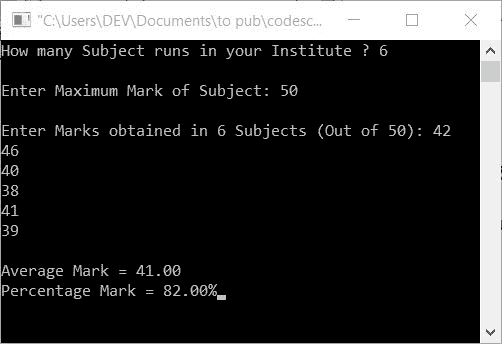 "C:\Users\DEV\Documents\to pub\codesc...
How many Subject runs in your Institute ? 6
Enter Maximum Mark of Subject: 50
Enter Marks obtained in 6 Subjects (Out of 50): 42
46
40
38
41
39
Average Mark = 41.00
Percentage Mark = 82.00%